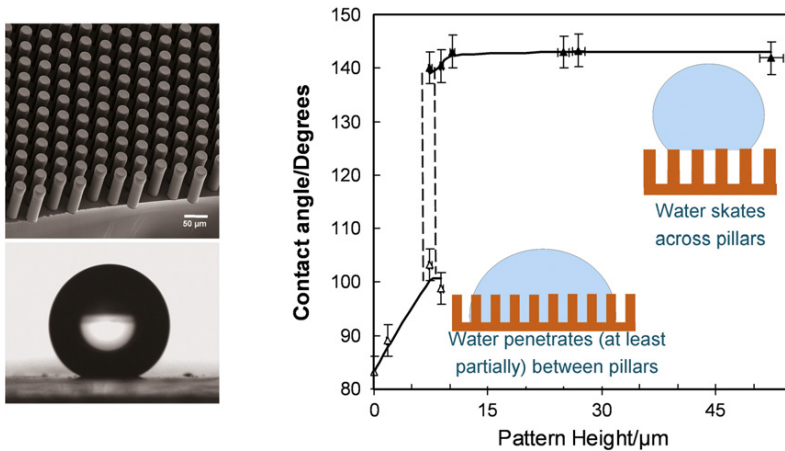 50 µm
Contact angle/Degrees
150
140
130
120
110
100
90
80
0
15
30
45
Pattern Height/µm
Water skates
across pillars
Water penetrates (at least
partially) between pillars